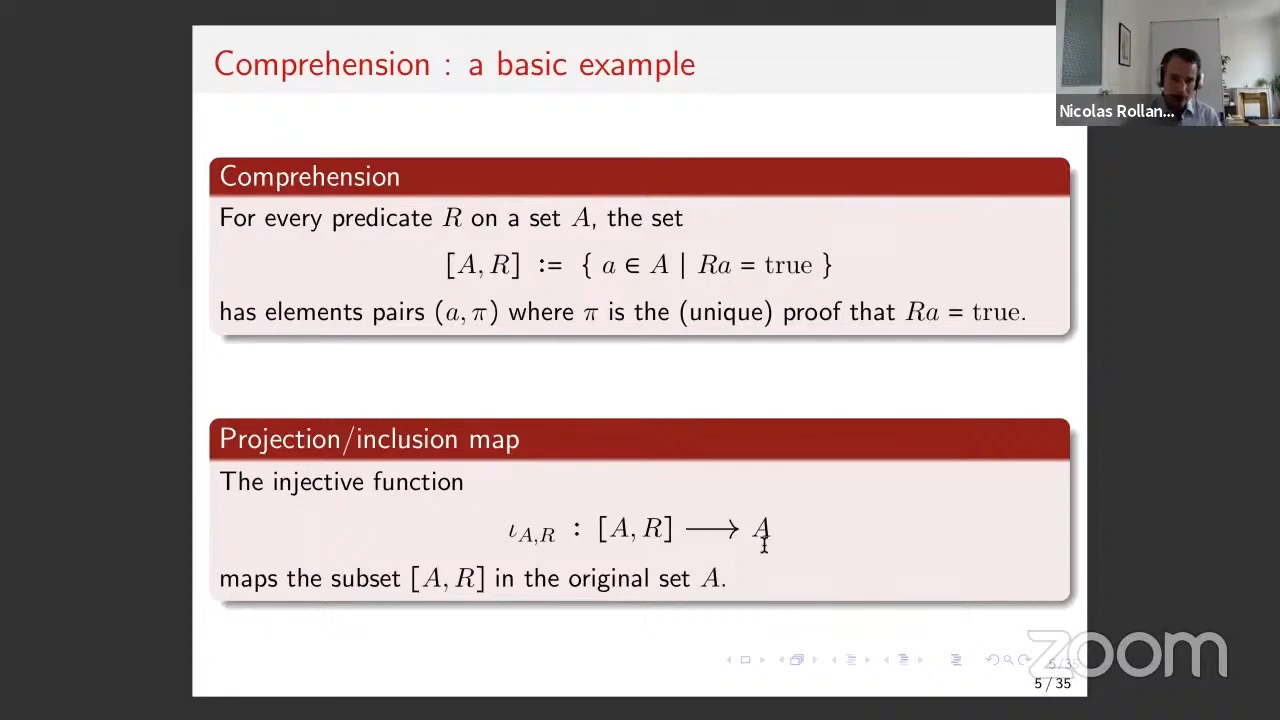 Comprehension : a basic example
Nicolas Rollan...
Comprehension
For every predicate R on a set A, the set
[A, R] := { a ∈ A | Ra = true }
has elements pairs (a, π) where π is the (unique) proof that Ra = true.
Projection/inclusion map
The injective function
ι_{A,R} : [A, R] ⟶ A
maps the subset [A, R] in the original set A.
zoom
5/35
5 / 35